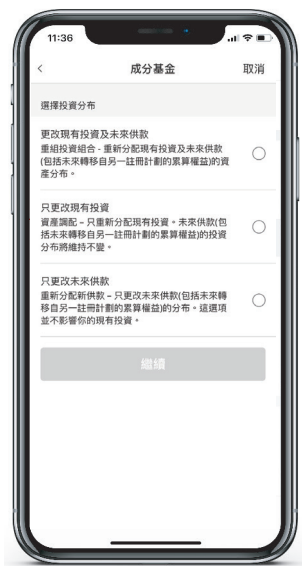 11:36
成分基金
取消
選擇投資分布
更改現有投資及未來供款
重組投資組合 - 重新分配現有投資及未來供款
(包括未來轉移自另一註冊計劃的累算權益)的資
產分布。
只更改現有投資
資產調配 – 只重新分配現有投資。未來供款(包
括未來轉移自另一註冊計劃的累算權益)的投資
分布將維持不變。
只更改未來供款
重新分配新供款 – 只更改未來供款(包括未來轉
移自另一註冊計劃的累算權益)的分布。這選項
並不影響你的現有投資。
繼續